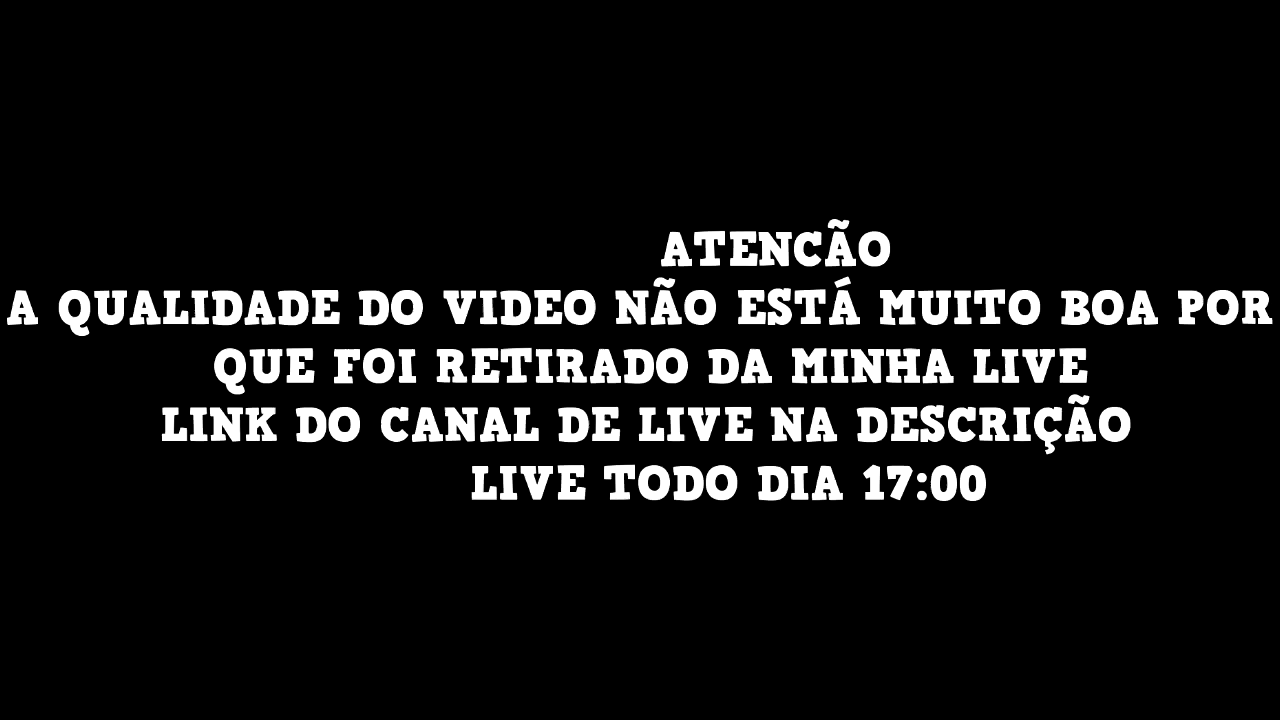 ATENCÃO
A QUALIDADE DO VIDEO NÃO ESTÁ MUITO BOA POR
QUE FOI RETIRADO DA MINHA LIVE
LINK DO CANAL DE LIVE NA DESCRIÇÃO
LIVE TODO DIA 17:00